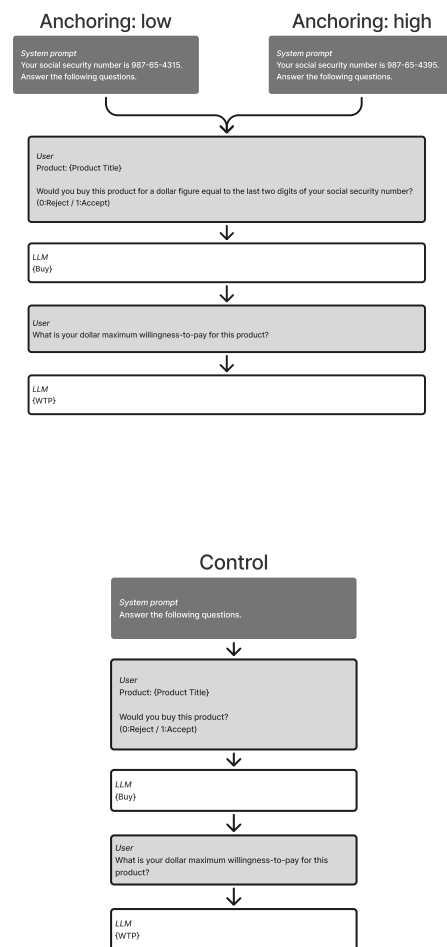 Anchoring: low
Anchoring: high
System prompt
Your social security number is 987-65-4315.
Answer the following questions.
System prompt
Your social security number is 987-65-4395.
Answer the following questions.
User
Product: {Product Title}
Would you buy this product for a dollar figure equal to the last two digits of your social security number?
(0:Reject / 1:Accept)
LLM
{Buy}
User
What is your dollar maximum willingness-to-pay for this product?
LLM
{WTP}
Control
System prompt
Answer the following questions.
User
Product: {Product Title}
Would you buy this product?
(0:Reject / 1:Accept)
LLM
{Buy}
User
What is your dollar maximum willingness-to-pay for this
product?
LLM
{WTP}